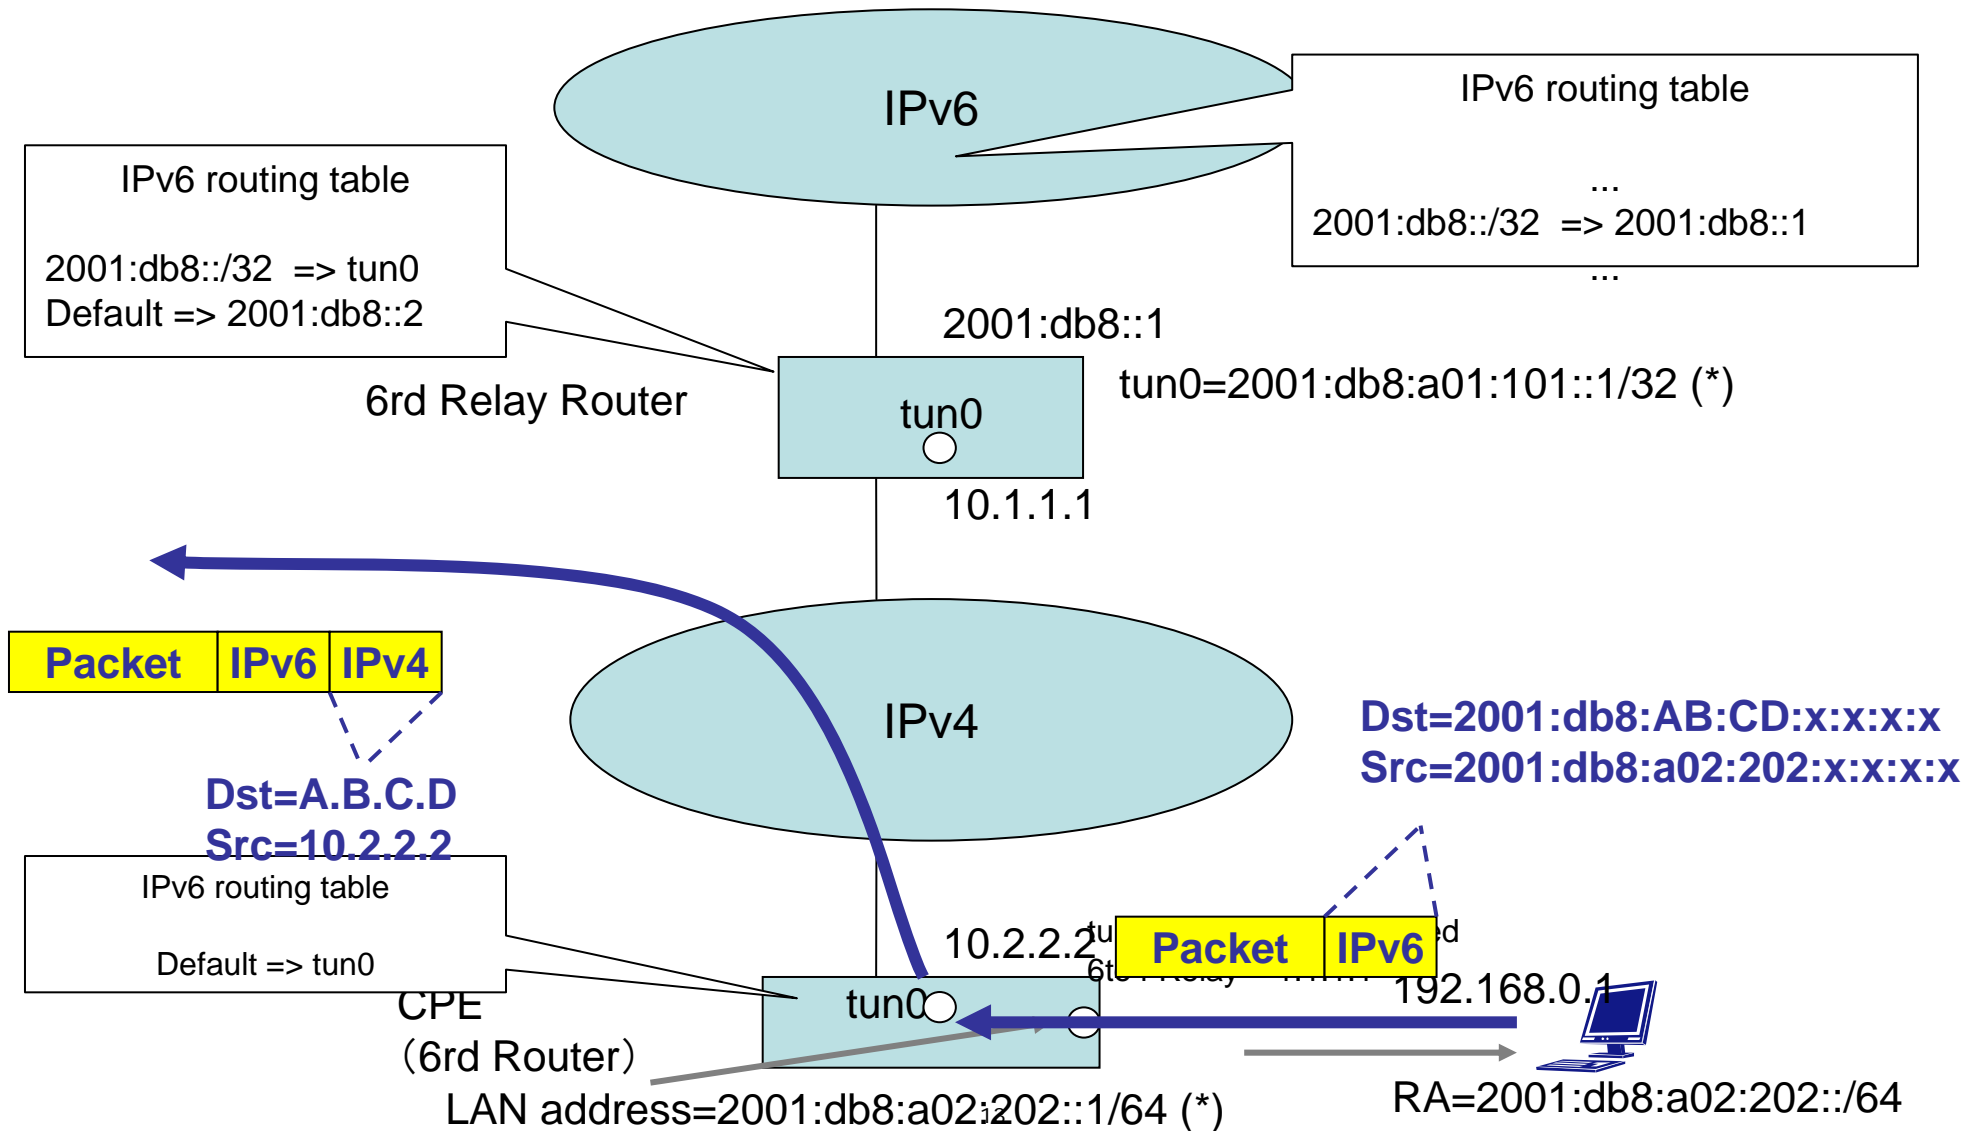 IPv6
IPv6 routing table
...
2001:db8::/32 => 2001:db8::1
...
IPv6 routing table
2001:db8::/32 => tun0
Default => 2001:db8::2
2001:db8::1
6rd Relay Router
tun0
tun0=2001:db8:a01:101::1/32 (*)
10.1.1.1
Packet IPv6 IPv4
Dst=A.B.C.D
Src=10.2.2.2
IPv4
Dst=2001:db8:AB:CD:x:x:x:x
Src=2001:db8:a02:202:x:x:x:x
IPv6 routing table
Default => tun0
10.2.2.2
Packet IPv6
192.168.0.1
CPE
（6rd Router）
tun0
LAN address=2001:db8:a02:202::1/64 (*)
RA=2001:db8:a02:202::/64